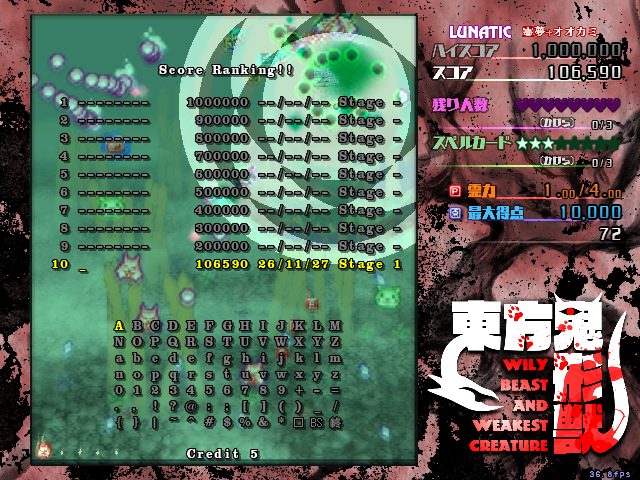 Score Ranking!!
1 -------- 1000000 --/--/-- Stage -
2 -------- 900000 --/--/-- Stage -
3 -------- 800000 --/--/-- Stage -
4 -------- 700000 --/--/-- Stage -
5 -------- 600000 --/--/-- Stage -
6 -------- 500000 --/--/-- Stage -
7 -------- 400000 --/--/-- Stage -
8 -------- 300000 --/--/-- Stage -
9 -------- 200000 --/--/-- Stage -
10 _ 106590 26/11/27 Stage 1
A B C D E F G H I J K L M
N O P Q R S T U V W X Y Z
a b c d e f g h i j k l m
n o p q r s t u v w x y z
0 1 2 3 4 5 6 7 8 9 + - =
. , ! ? @ : ; [ ] ( ) _ /
{ } | ~ ^ # $ % & * □ BS 終
Credit 5
LUNATIC 霊夢+オオカミ
ハイスコア 1,000,000
スコア 106,590
残り人数
(かけら) 0/3
スペルカード ★★★
(かけら) 0/3
P 霊力 1.00/4.00
最大得点 10,000
72
東方鬼形獣
WILY
BEAST
AND
WEAKEST
CREATURE
36.8fps